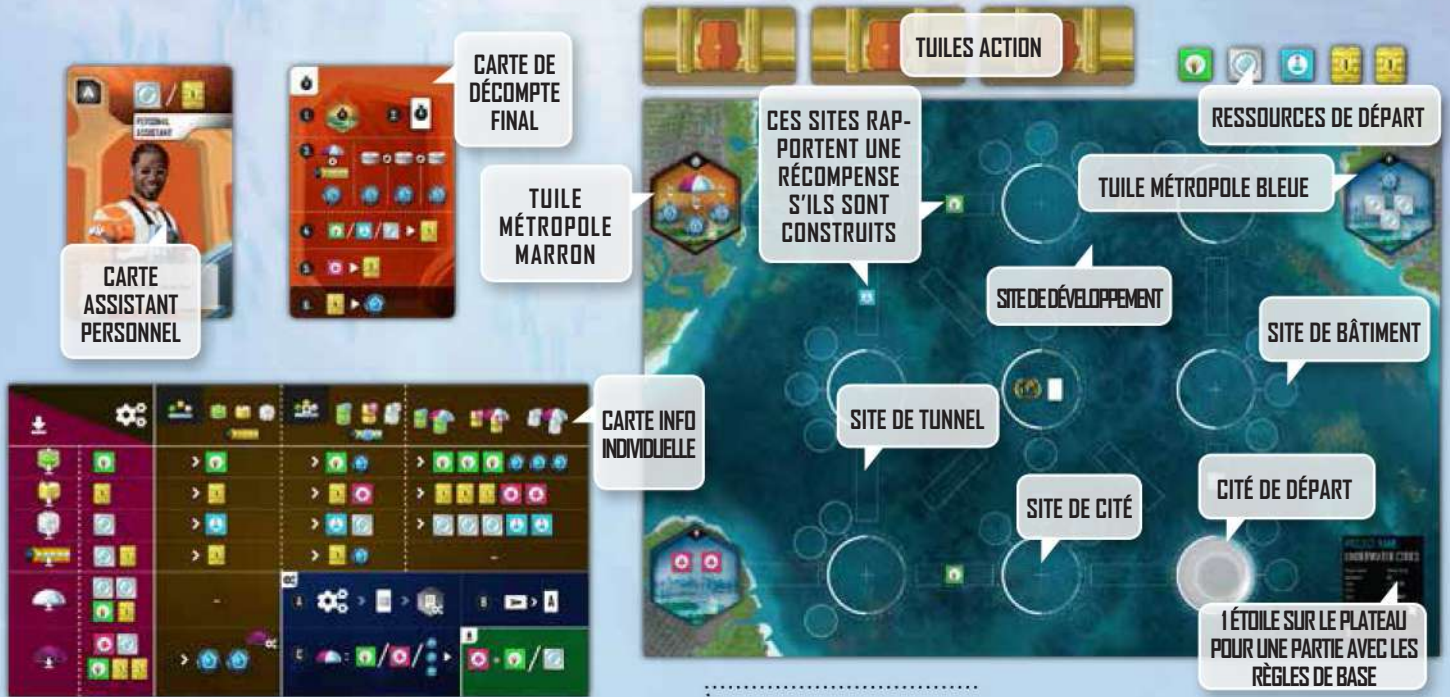 TUILES ACTION
CARTE DE
DÉCOMPTE
FINAL
A
PERSONAL
ASSISTANT
CARTE
ASSISTANT
PERSONNEL
TUILE
MÉTROPOLE
MARRON
CES SITES RAP-
PORTENT UNE
RÉCOMPENSE
S'ILS SONT
CONSTRUITS
RESSOURCES DE DÉPART
TUILE MÉTROPOLE BLEUE
SITE DE DÉVELOPPEMENT
SITE DE BÂTIMENT
SITE DE TUNNEL
CARTE INFO
INDIVIDUELLE
SITE DE CITÉ
CITÉ DE DÉPART
UNDERWATER CITIES
1 ÉTOILE SUR LE PLATEAU
POUR UNE PARTIE AVEC LES
RÈGLES DE BASE
A
B
A
C